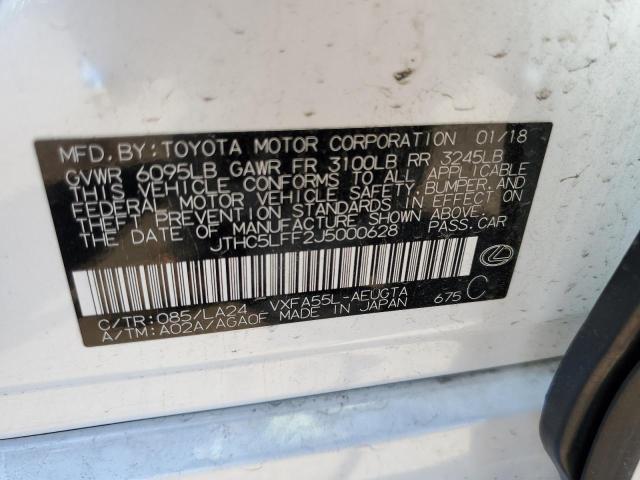 MFD. BY: TOYOTA MOTOR CORPORATION 01/18
GVWR 6095LB GAWR FR 3100LB RR 3245LB
THIS VEHICLE CONFORMS TO ALL APPLICABLE
FEDERAL MOTOR VEHICLE SAFETY, BUMPER, AND
THEFT PREVENTION STANDARDS IN EFFECT ON
THE DATE OF MANUFACTURE SHOWN ABOVE.
JTHC5LFF2J5000628 PASS.CAR
C/TR: 085/LA24 VXFA55L-AEUGTA 675 C
A/TM: A02A/AGA0F MADE IN JAPAN